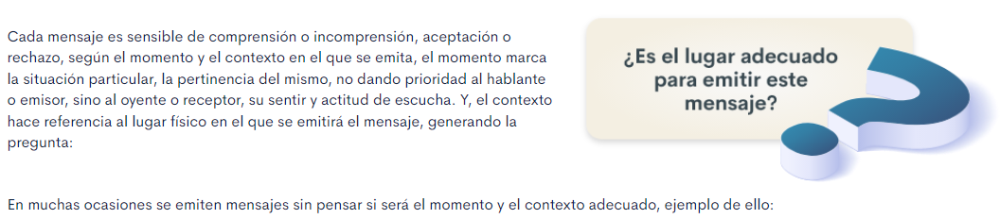 Cada mensaje es sensible de comprensión o incomprensión, aceptación o
rechazo, según el momento y el contexto en el que se emita, el momento marca
la situación particular, la pertinencia del mismo, no dando prioridad al hablante
o emisor, sino al oyente o receptor, su sentir y actitud de escucha. Y, el contexto
hace referencia al lugar físico en el que se emitirá el mensaje, generando la
pregunta:
¿Es el lugar adecuado
para emitir este
mensaje?
En muchas ocasiones se emiten mensajes sin pensar si será el momento y el contexto adecuado, ejemplo de ello: